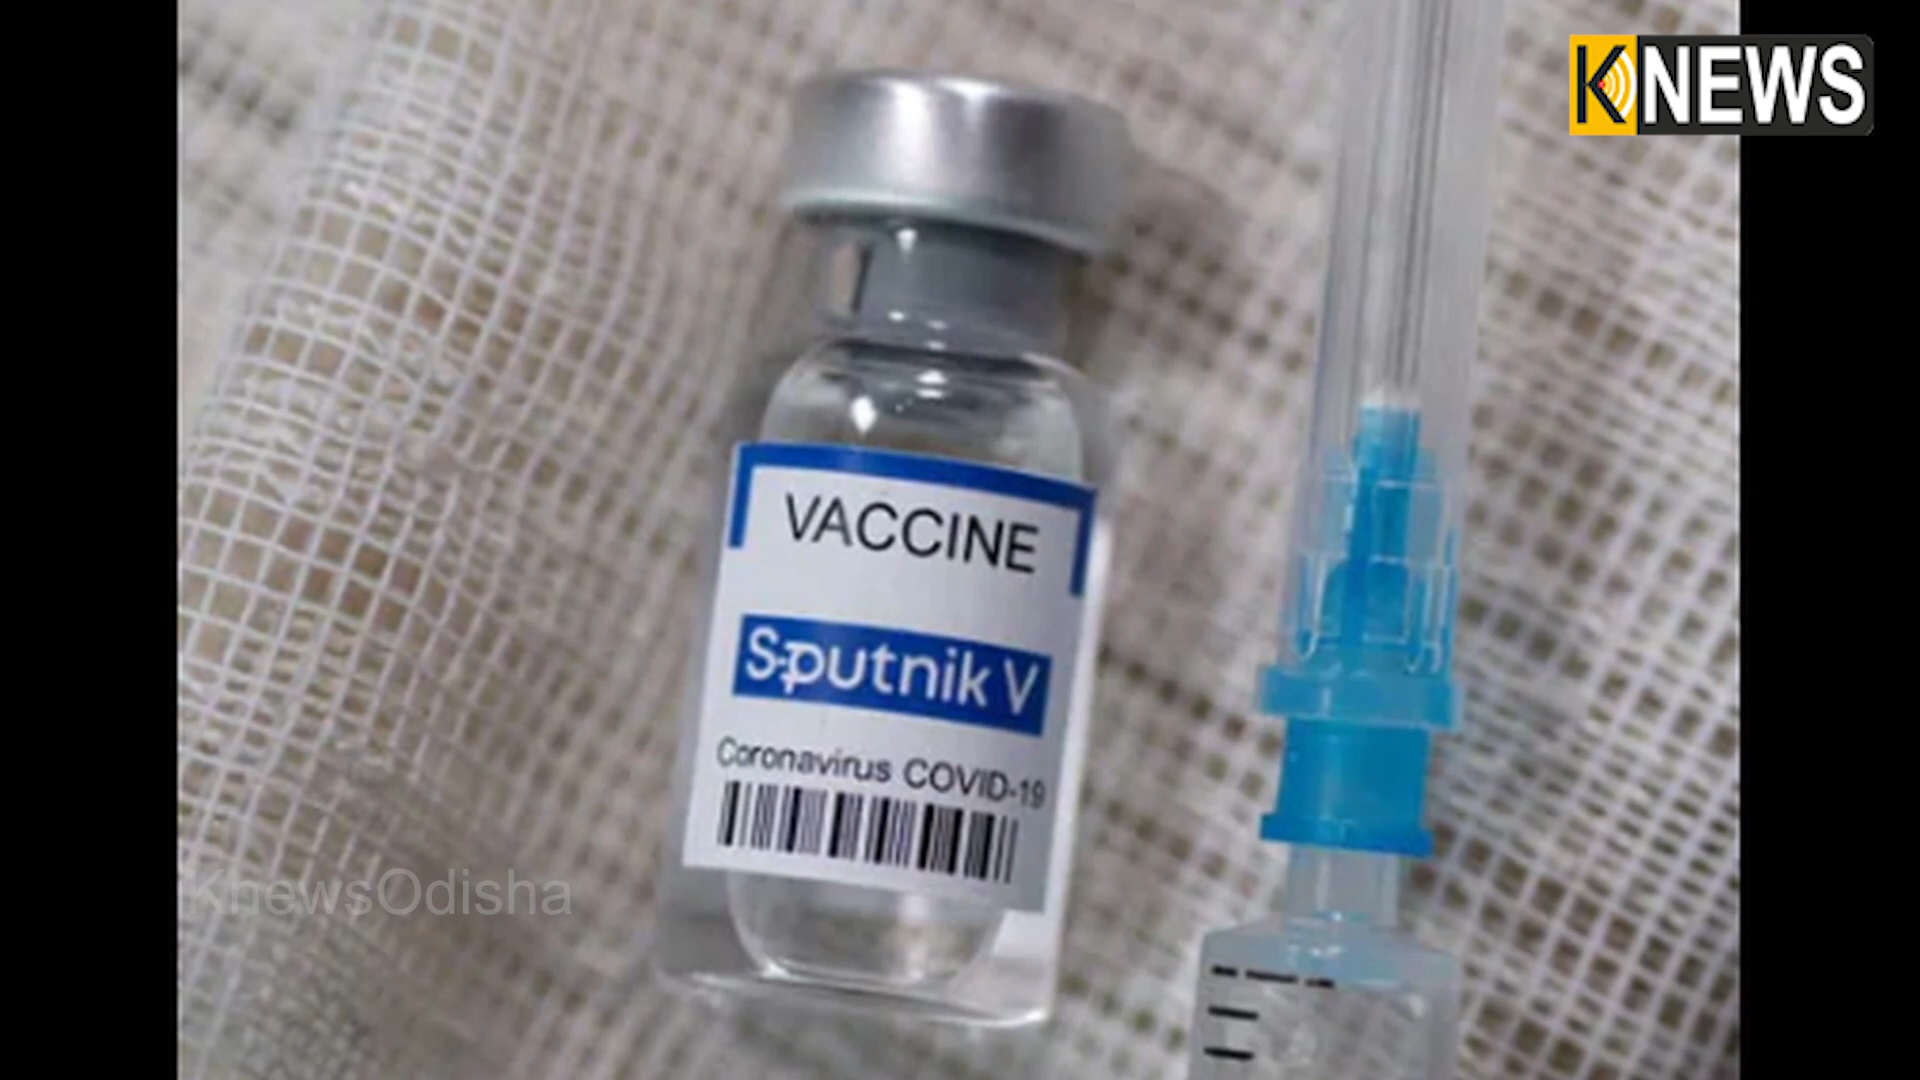 KNEWS
VACCINE
Sputnik V
Coronavirus COVID-19
KnewsOdisha